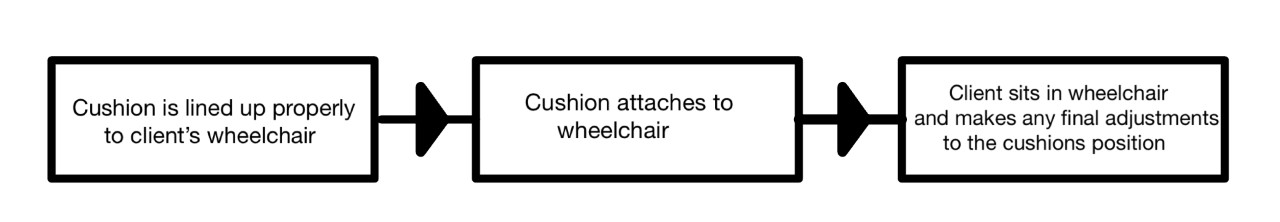 Cushion is lined up properly
to client’s wheelchair
Cushion attaches to
wheelchair
Client sits in wheelchair
and makes any final adjustments
to the cushions position